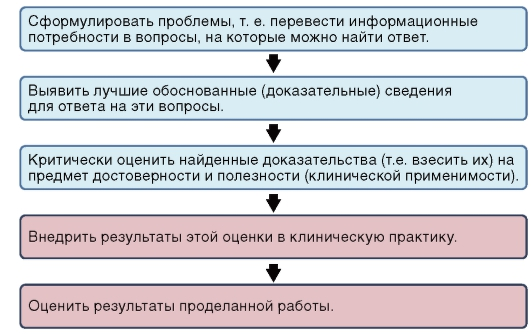 Сформулировать проблемы, т. е. перевести информационные
потребности в вопросы, на которые можно найти ответ.
Выявить лучшие обоснованные (доказательные) сведения
для ответа на эти вопросы.
Критически оценить найденные доказательства (т.е. взесить их) на
предмет достоверности и полезности (клинической применимости).
Внедрить результаты этой оценки в клиническую практику.
Оценить результаты проделанной работы.